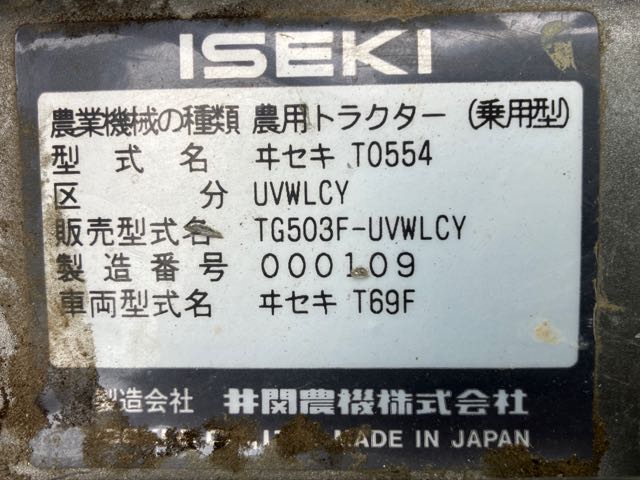 ISEKI
農業機械の種類 農用トラクター (乗用型)
型式名 ヰセキ T0554
区分 UVWLCY
販売型式名 TG503F-UVWLCY
製造番号 000109
車両型式名 ヰセキ T69F
製造会社 井関農機株式会社
MADE IN JAPAN